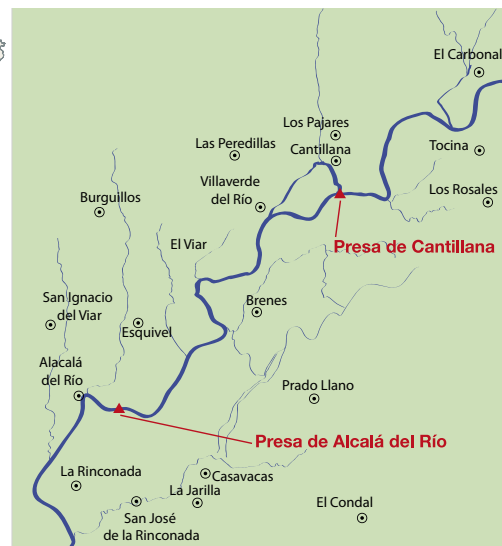 El Carbonal
Los Pajares
Cantillana
Las Peredillas
Tocina
Villaverde
del Río
Los Rosales
Burguillos
El Viar
Presa de Cantillana
San Ignacio
del Viar
Esquivel
Brenes
Alacalá
del Río
Prado Llano
Presa de Alcalá del Río
La Rinconada
Casavacas
La Jarilla
San José
de la Rinconada
El Condal